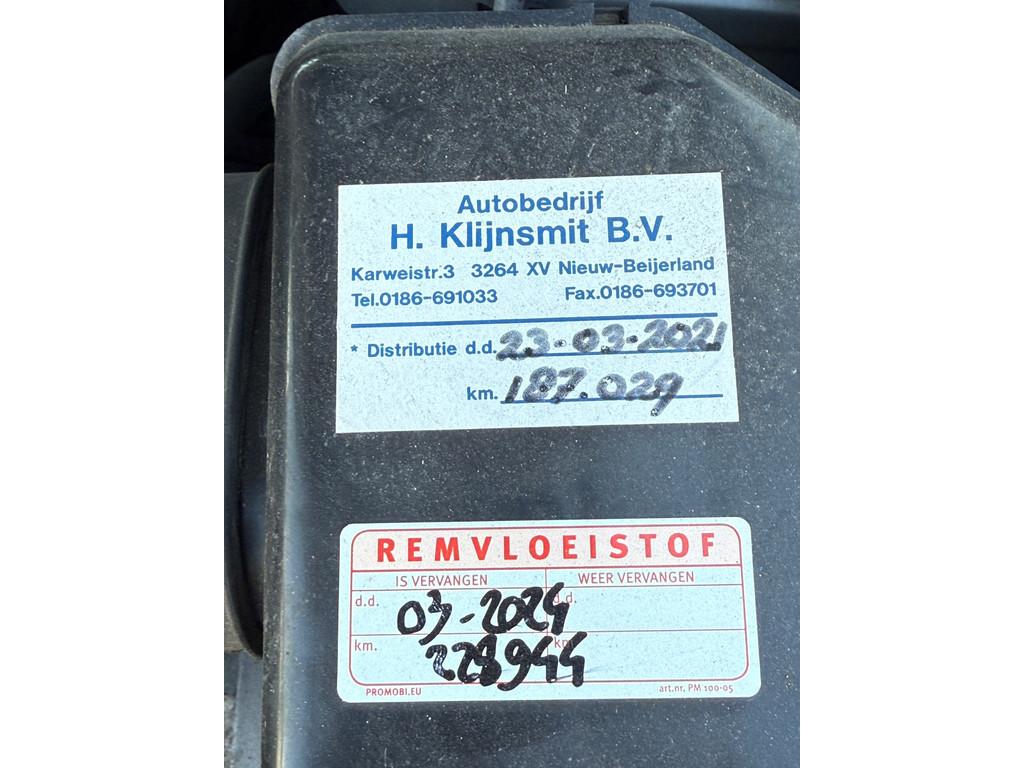 Autobedrijf
H. Klijnsmit B.V.
Karweistr.3 3264 XV Nieuw-Beijerland
Tel.0186-691033 Fax.0186-693701
* Distributie d.d. 23-03-2021
km. 187.029
REMVLOEISTOF
IS VERVANGEN WEER VERVANGEN
d.d. 03-2024 d.d.
km. 228944 km.
PROMOBI.EU art.nr. PM 100-05